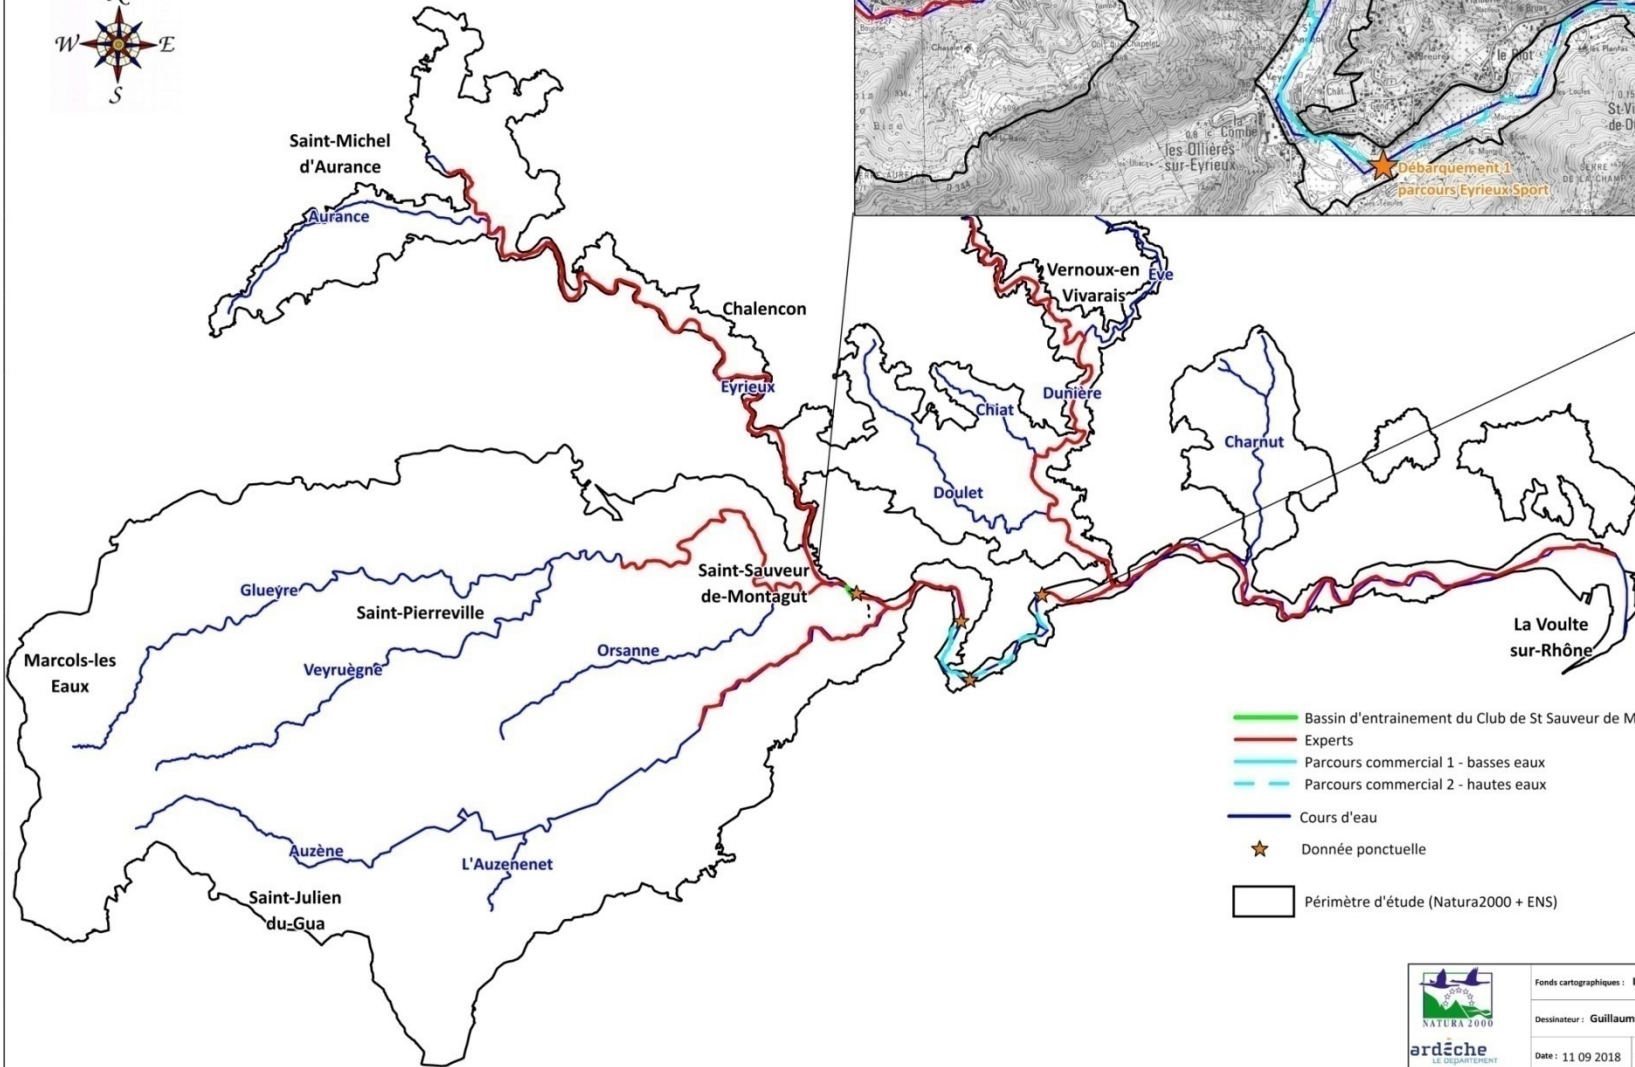 W
E
S
Saint-Michel
d'Aurance
Aurance
Chalencon
Eyrieux
les Ollières
-sur-Eyrieux
la
Combe
le Riot
D 344
Débarquement 1
parcours Eyrieux Sport
Vernoux-en
Vivarais
Eve
Dunière
Chiat
Doulet
Charnut
Saint-Sauveur
de-Montagut
Glueyre
Saint-Pierreville
Marcols-les
Eaux
Veyruègne
Orsanne
Auzène
L'Auzenenet
Saint-Julien
du-Gua
La Voulte
sur-Rhône
Bassin d'entrainement du Club de St Sauveur de M
Experts
Parcours commercial 1 - basses eaux
Parcours commercial 2 - hautes eaux
Cours d'eau
Donnée ponctuelle
Périmètre d'étude (Natura2000 + ENS)
NATURA 2000
ardèche
LE DÉPARTEMENT
Fonds cartographiques :
Dessinateur : Guillaum
Date : 11 09 2018